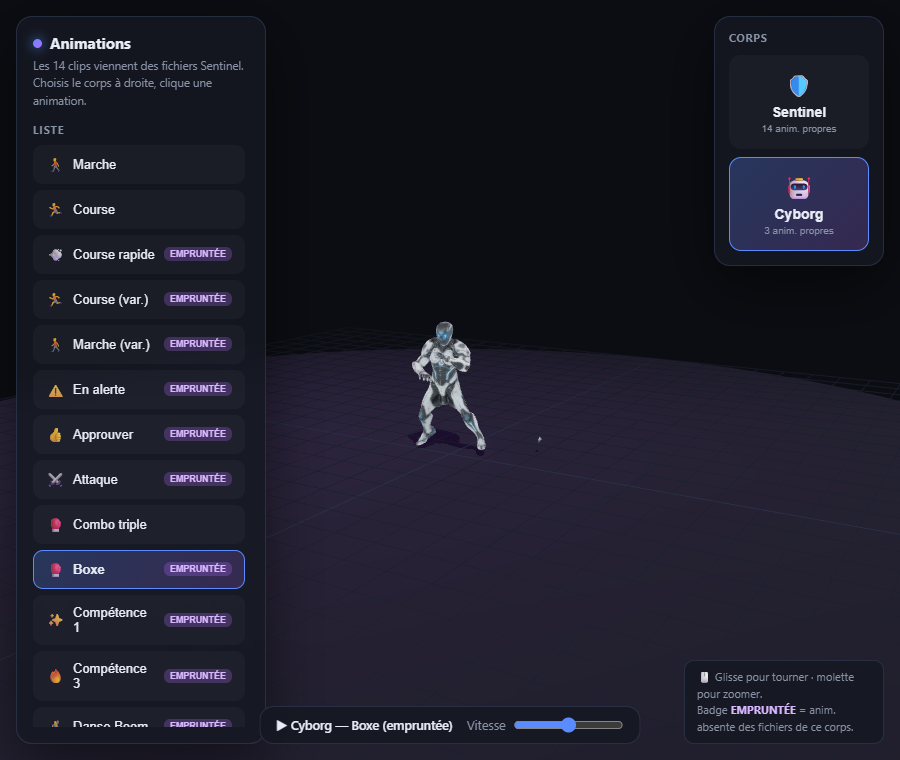 Animations
Les 14 clips viennent des fichiers Sentinel.
Choisis le corps à droite, clique une
animation.
LISTE
Marche
Course
Course rapide EMPRUNTÉE
Course (var.) EMPRUNTÉE
Marche (var.) EMPRUNTÉE
En alerte EMPRUNTÉE
Approuver EMPRUNTÉE
Attaque EMPRUNTÉE
Combo triple
Boxe EMPRUNTÉE
Compétence
1 EMPRUNTÉE
Compétence
3 EMPRUNTÉE
Danse Boom EMPRUNTÉE
CORPS
Sentinel
14 anim. propres
Cyborg
3 anim. propres
▶ Cyborg — Boxe (empruntée) Vitesse
Glisse pour tourner · molette
pour zoomer.
Badge EMPRUNTÉE = anim.
absente des fichiers de ce corps.